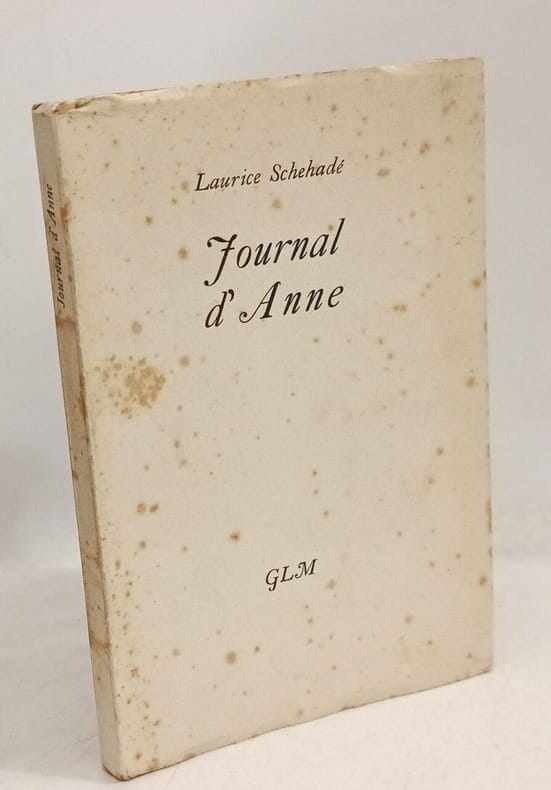 Laurice Schehadé
Journal
d'Anne
GLM
Journal d'Anne